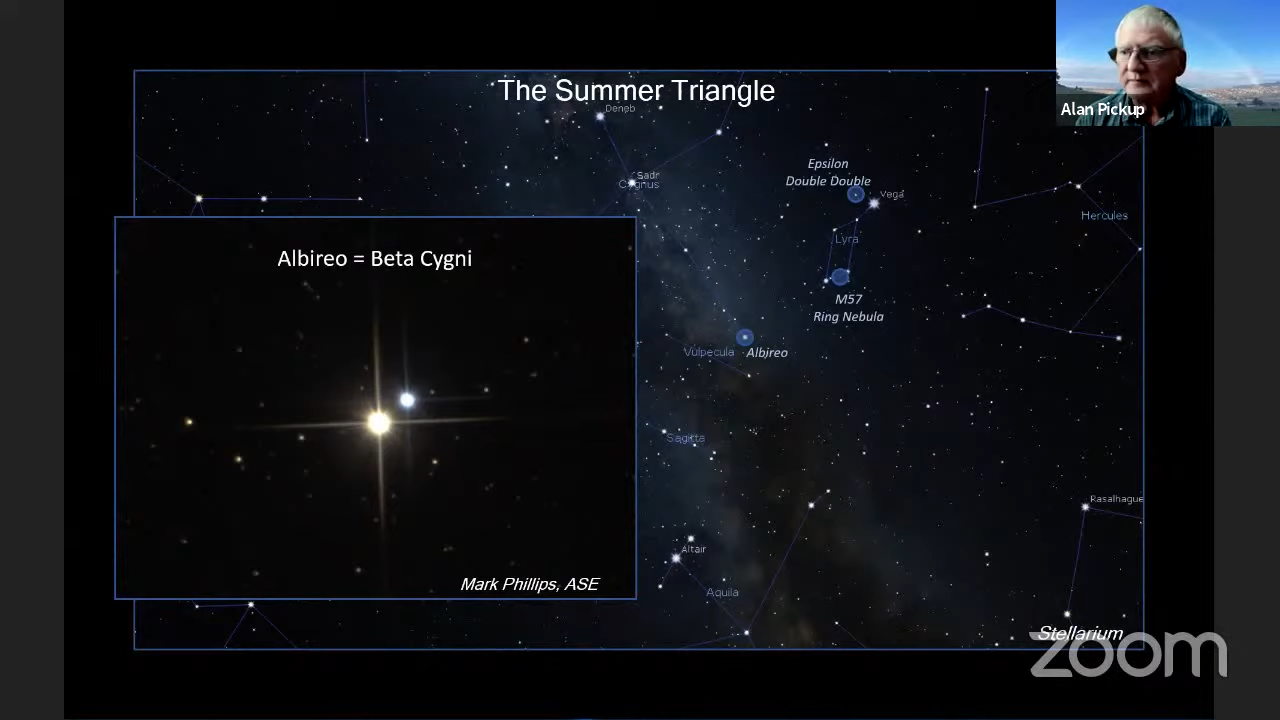 The Summer Triangle
Alan Pickup
Deneb
Sadr
Cygnus
Epsilon
Double Double
Vega
Hercules
Lyra
M57
Ring Nebula
Albireo = Beta Cygni
Vulpecula
Albireo
Sagitta
Rasalhague
Altair
Aquila
Mark Phillips, ASE
Stellarium
zoom